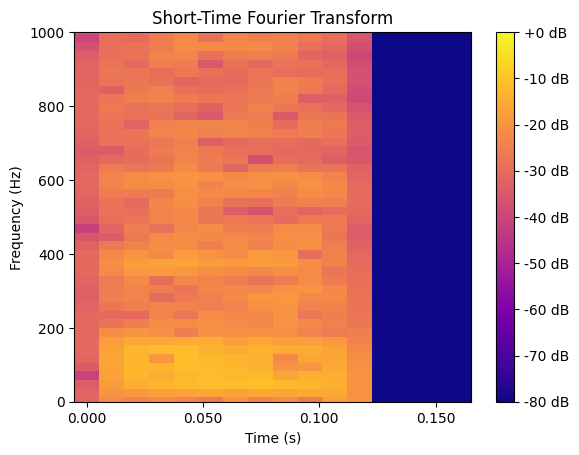 Short-Time Fourier Transform
Frequency (Hz)
1000
800
600
400
200
0
0.000
0.050
0.100
0.150
Time (s)
+0 dB
-10 dB
-20 dB
-30 dB
-40 dB
-50 dB
-60 dB
-70 dB
-80 dB